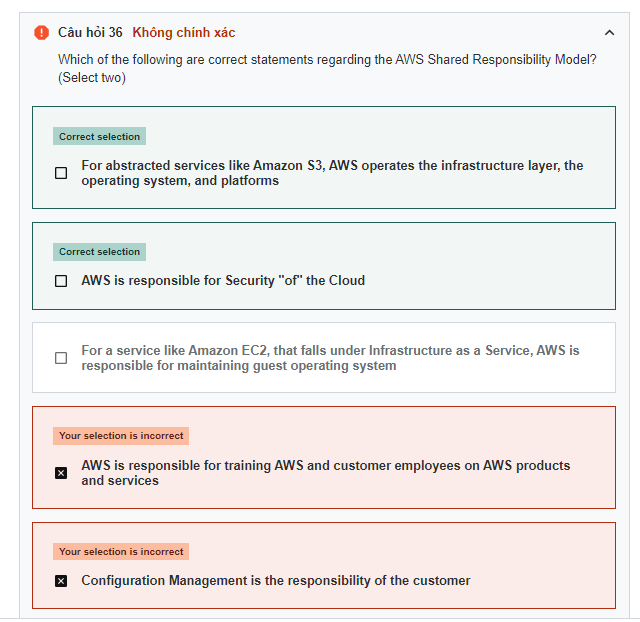 Câu hỏi 36 Không chính xác
Which of the following are correct statements regarding the AWS Shared Responsibility Model?
(Select two)
Correct selection
For abstracted services like Amazon S3, AWS operates the infrastructure layer, the
operating system, and platforms
Correct selection
AWS is responsible for Security "of" the Cloud
For a service like Amazon EC2, that falls under Infrastructure as a Service, AWS is
responsible for maintaining guest operating system
Your selection is incorrect
AWS is responsible for training AWS and customer employees on AWS products
and services
Your selection is incorrect
Configuration Management is the responsibility of the customer